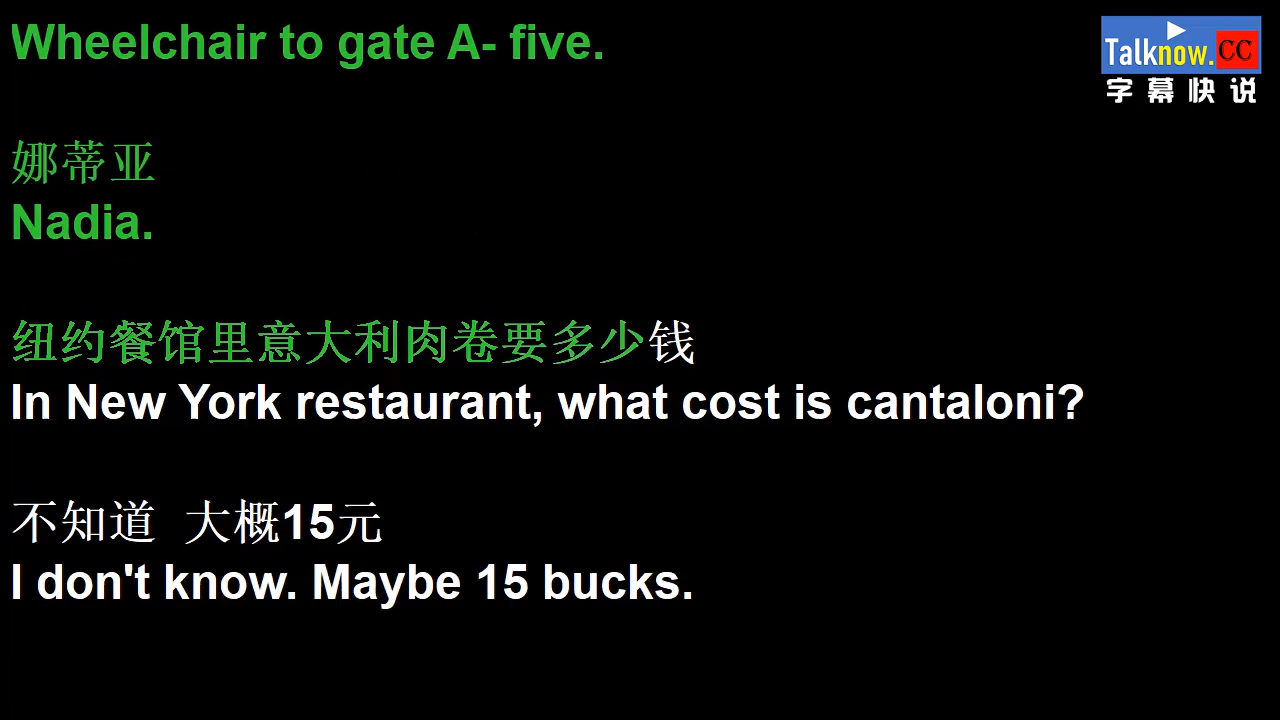 Wheelchair to gate A- five.
Talknow.CC
字幕快说
娜蒂亚
Nadia.
纽约餐馆里意大利肉卷要多少钱
In New York restaurant, what cost is cantaloni?
不知道 大概15元
I don't know. Maybe 15 bucks.